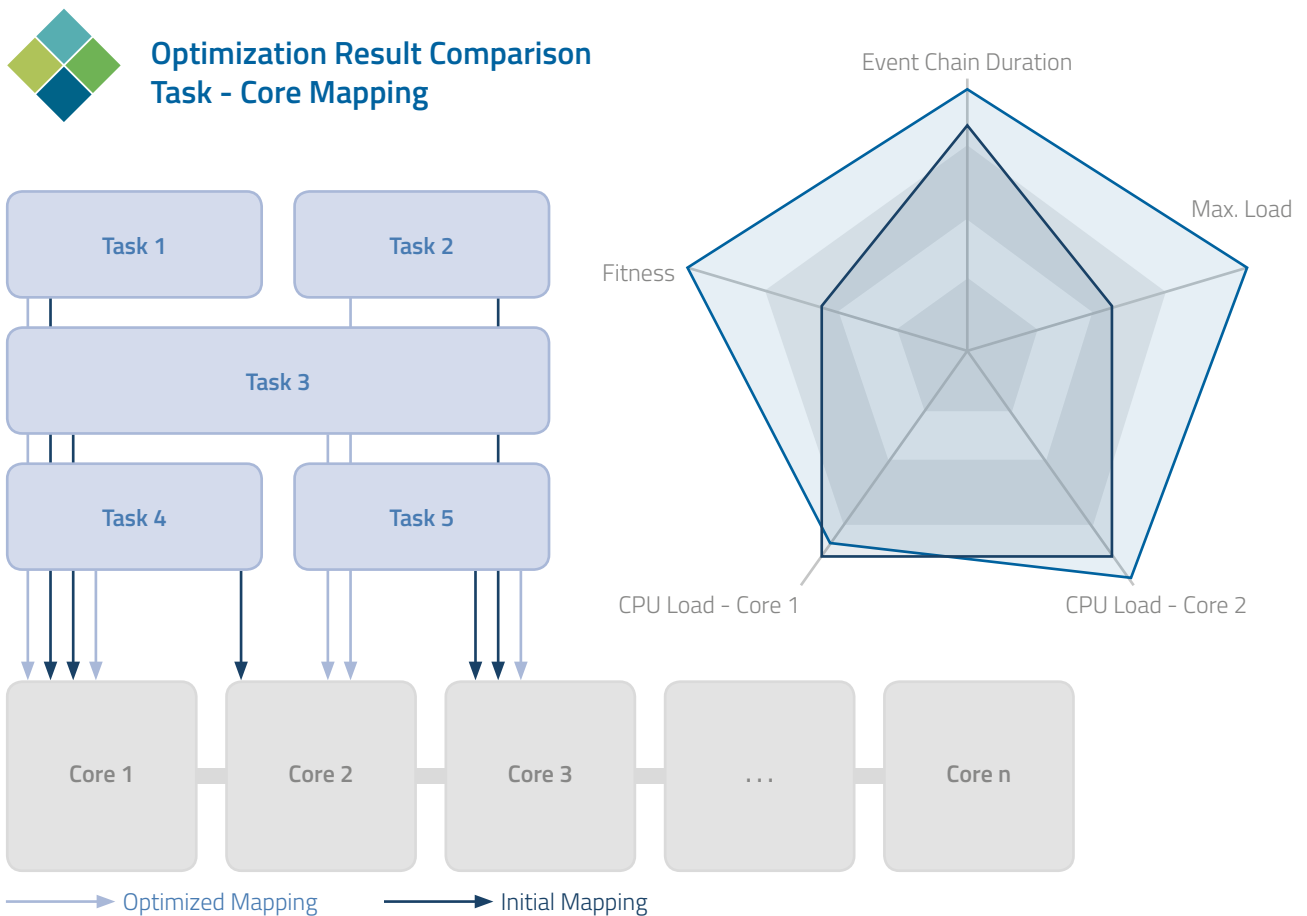 Optimization Result Comparison
Task - Core Mapping
Task 1
Task 2
Task 3
Task 4
Task 5
Core 1
Core 2
Core 3
...
Core n
Optimized Mapping
Initial Mapping
Event Chain Duration
Max. Load
Fitness
CPU Load - Core 1
CPU Load - Core 2